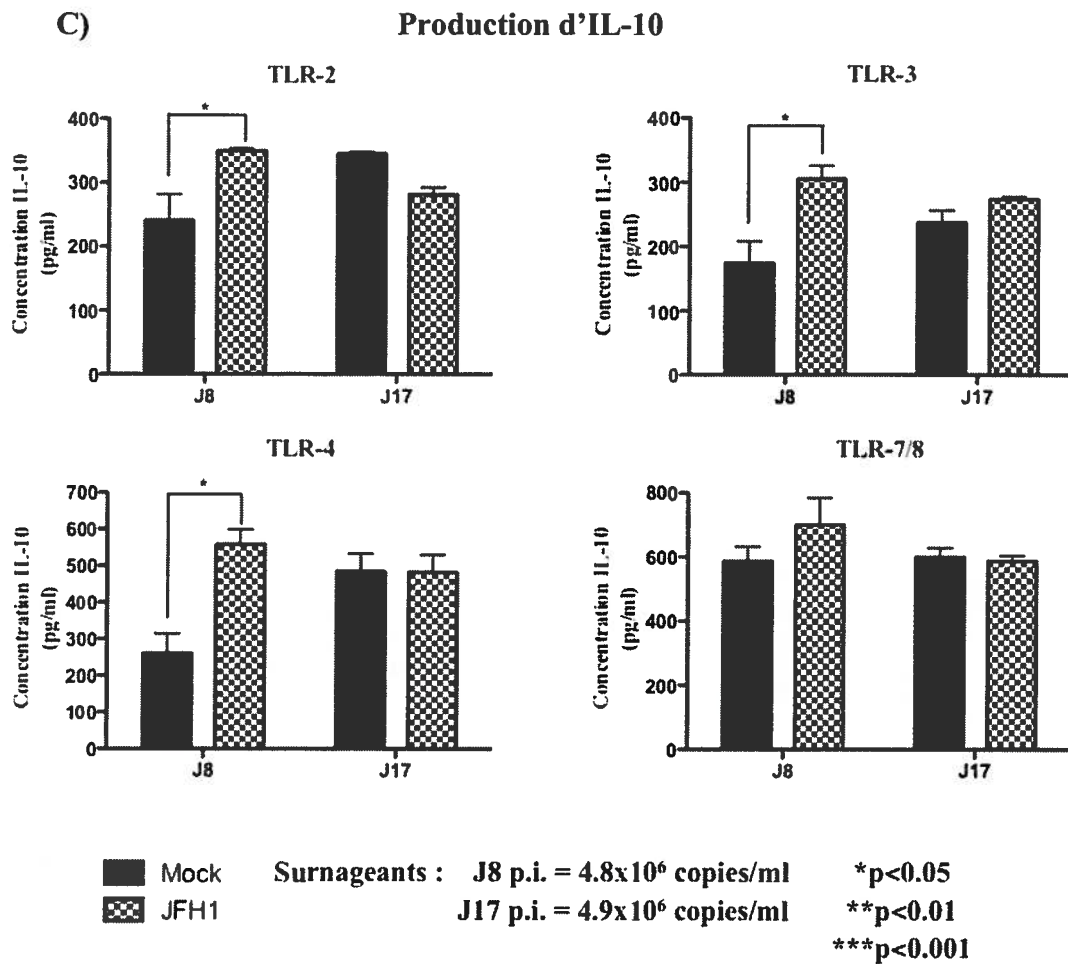 C) Production d'IL-10
TLR-2
Concentration IL-10
(pg/ml)
400
300
200
100
0
*
J8 J17
TLR-3
Concentration IL-10
(pg/ml)
400
300
200
100
0
*
J8 J17
TLR-4
Concentration IL-10
(pg/ml)
700
600
500
400
300
200
100
0
*
J8 J17
TLR-7/8
Concentration IL-10
(pg/ml)
800
600
400
200
0
J8 J17
Mock Surnageants : J8 p.i. = 4.8x10⁶ copies/ml *p<0.05
JFH1 J17 p.i. = 4.9x10⁶ copies/ml **p<0.01
***p<0.001